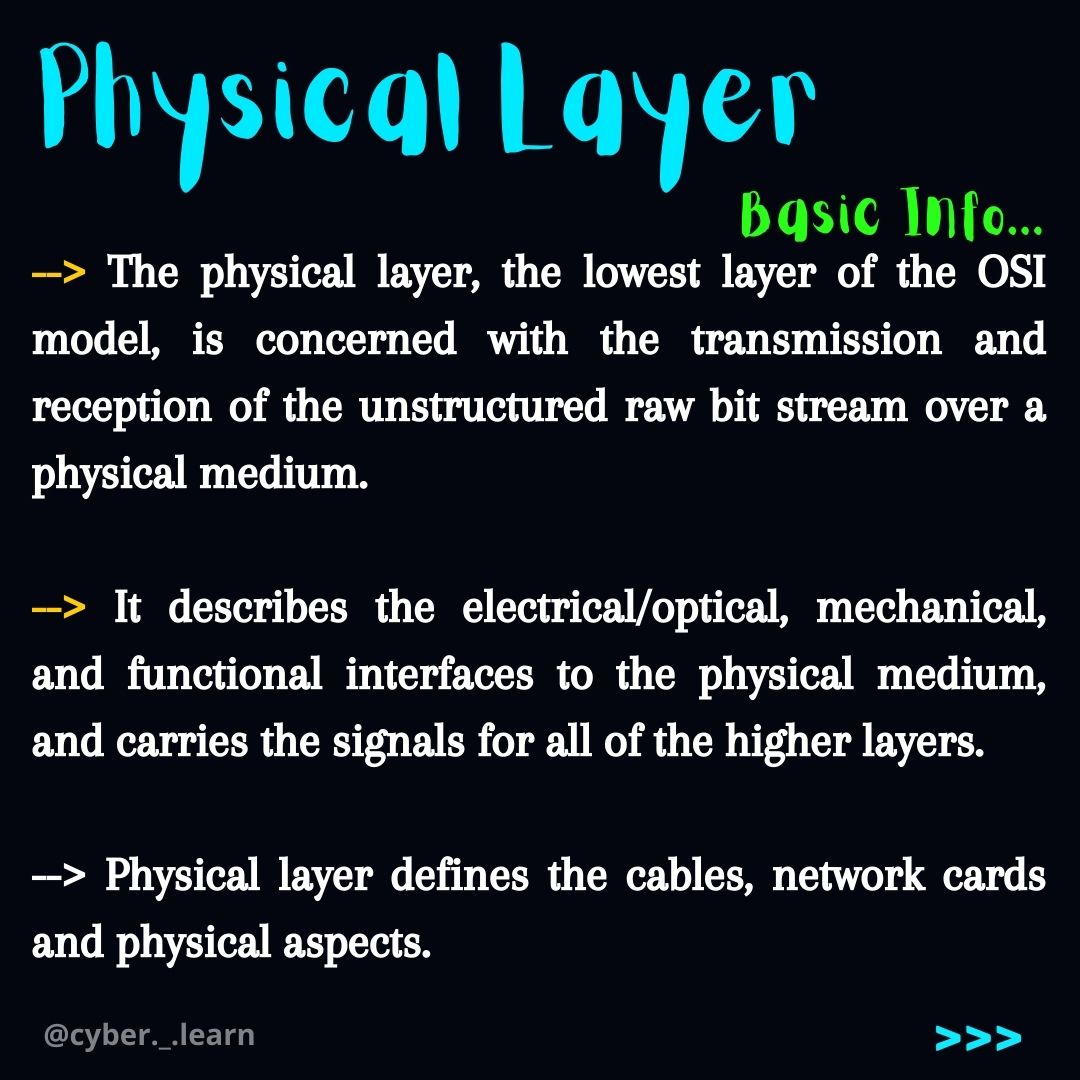 Physical Layer
Basic Info...
--> The physical layer, the lowest layer of the OSI
model, is concerned with the transmission and
reception of the unstructured raw bit stream over a
physical medium.
--> It describes the electrical/optical, mechanical,
and functional interfaces to the physical medium,
and carries the signals for all of the higher layers.
--> Physical layer defines the cables, network cards
and physical aspects.
@cyber._.learn
>>>